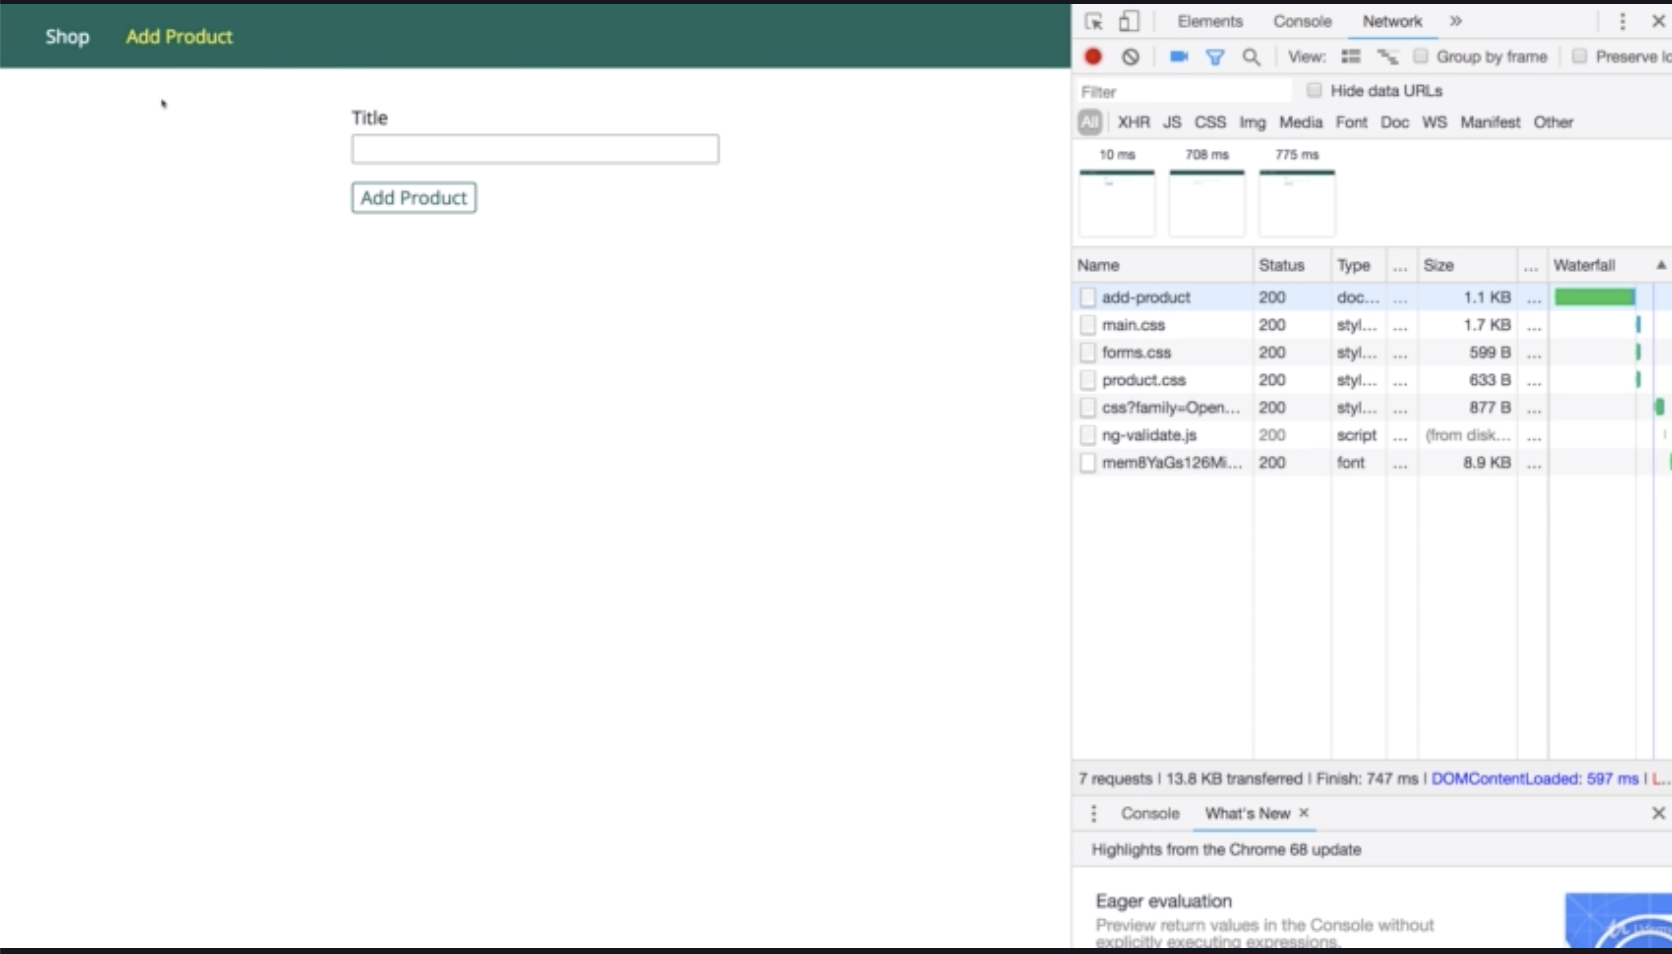 Shop Add Product
Title
Add Product
Elements Console Network »
View: Group by frame Preserve lo
Filter Hide data URLs
All XHR JS CSS Img Media Font Doc WS Manifest Other
10 ms 708 ms 775 ms
Name Status Type ... Size ... Waterfall
add-product 200 doc... ... 1.1 KB ...
main.css 200 styl... ... 1.7 KB ...
forms.css 200 styl... ... 599 B ...
product.css 200 styl... ... 633 B ...
css?family=Open... 200 styl... ... 877 B ...
ng-validate.js 200 script ... (from disk... ...
mem8YaGs126Mi... 200 font ... 8.9 KB ...
7 requests | 13.8 KB transferred | Finish: 747 ms | DOMContentLoaded: 597 ms | L...
Console What's New ×
Highlights from the Chrome 68 update
Eager evaluation
Preview return values in the Console without
explicitly executing expressions.